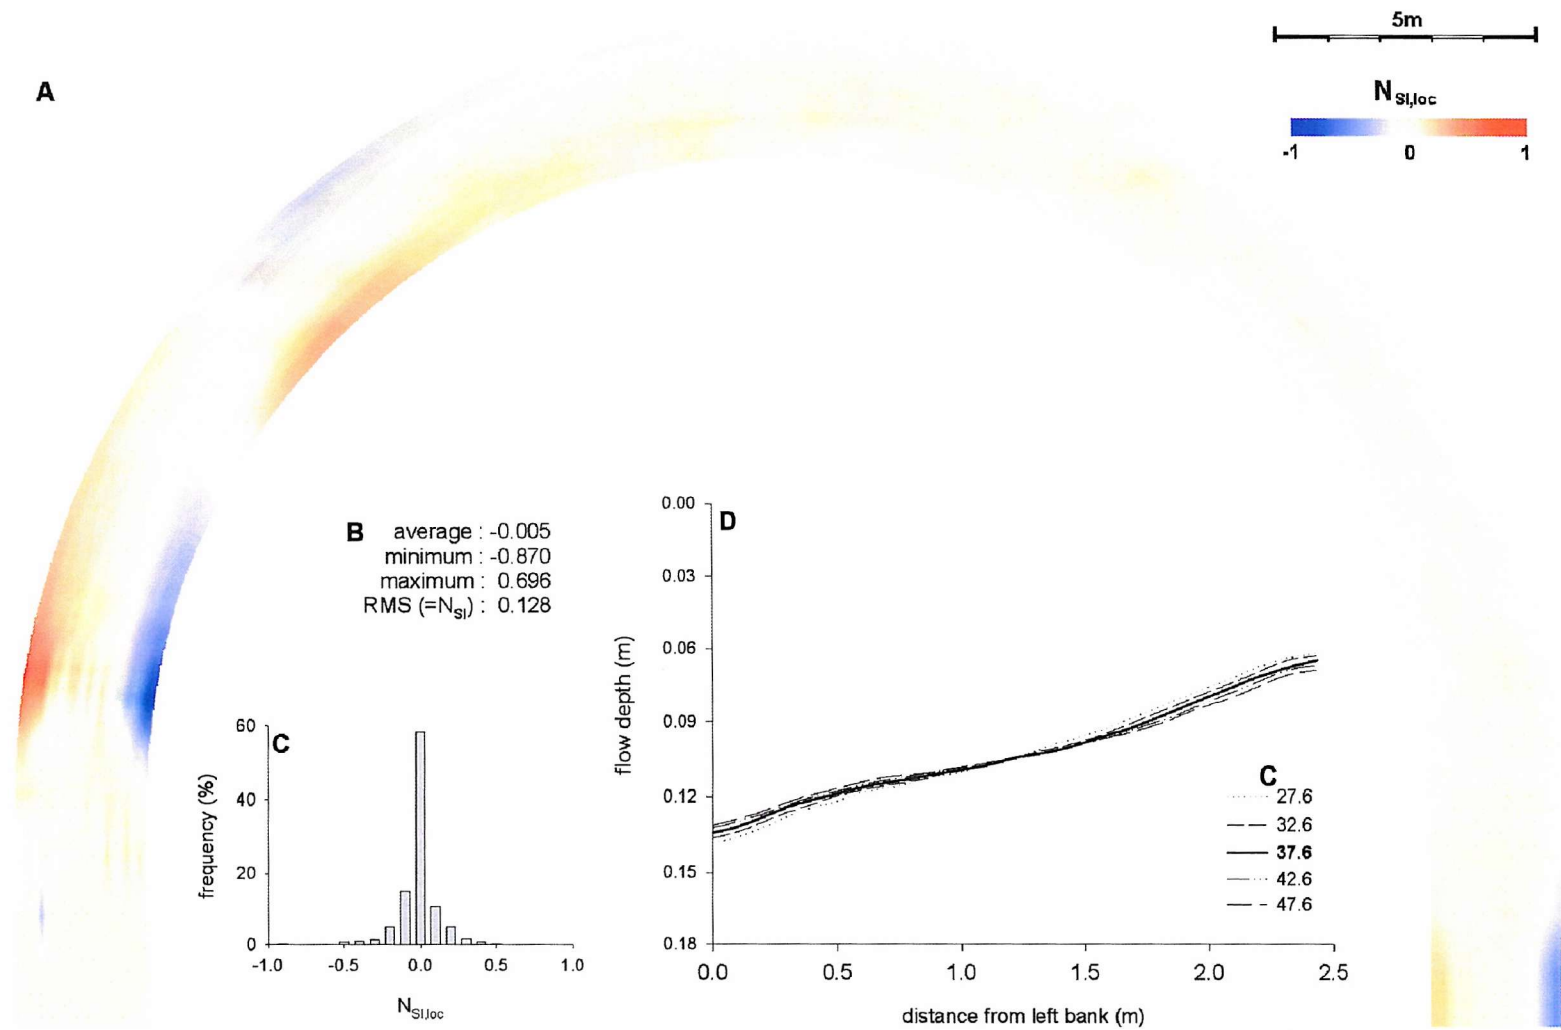 A
5m
N_SI,loc
-1 0 1
B average : -0.005
minimum : -0.870
maximum : 0.696
RMS (=N_SI) : 0.128
C
60
40
20
0
frequency (%)
-1.0 -0.5 0.0 0.5 1.0
N_SI,loc
D
0.00
0.03
0.06
0.09
0.12
0.15
0.18
flow depth (m)
0.0 0.5 1.0 1.5 2.0 2.5
distance from left bank (m)
C
27.6
32.6
37.6
42.6
47.6